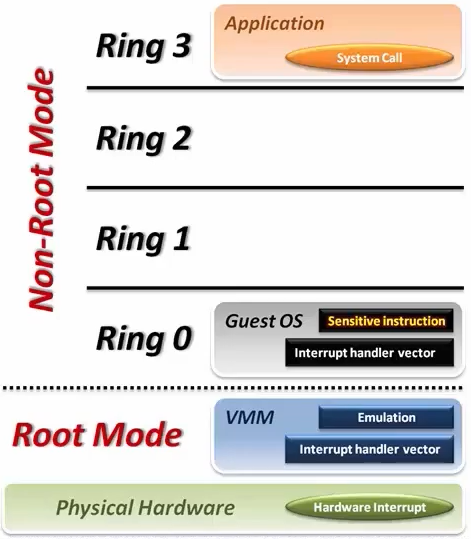 Non-Root Mode
Ring 3
Application
System Call
Ring 2
Ring 1
Ring 0
Guest OS
Sensitive instruction
Interrupt handler vector
Root Mode
VMM
Emulation
Interrupt handler vector
Physical Hardware
Hardware Interrupt